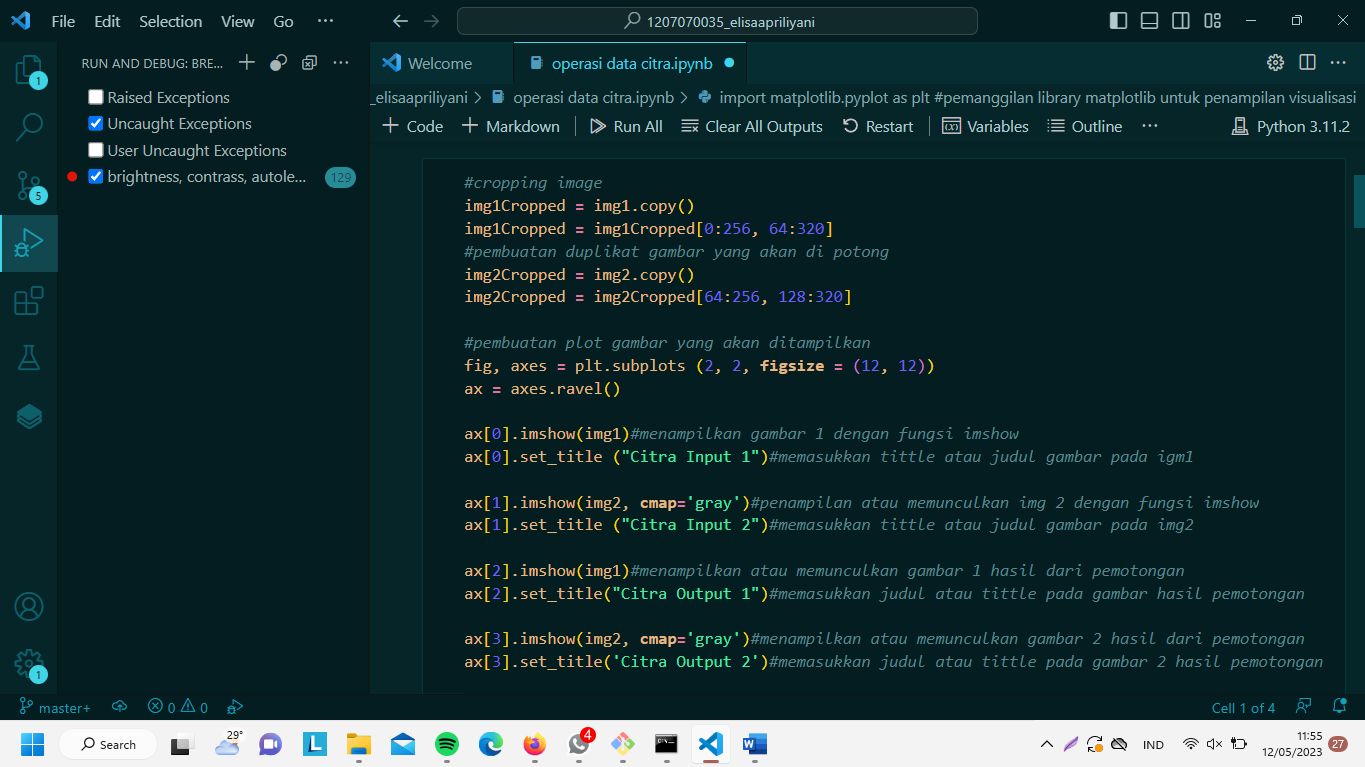 File Edit Selection View Go ···
1207070035_elisaapriliyani
RUN AND DEBUG: BRE...
Raised Exceptions
Uncaught Exceptions
User Uncaught Exceptions
brightness, contrass, autole... 129
Welcome
operasi data citra.ipynb
_elisaapriliyani > operasi data citra.ipynb > import matplotlib.pyplot as plt #pemanggilan library matplotlib untuk penampilan visualisasi
+ Code + Markdown Run All Clear All Outputs Restart Variables Outline ··· Python 3.11.2
#cropping image
img1Cropped = img1.copy()
img1Cropped = img1Cropped[0:256, 64:320]
#pembuatan duplikat gambar yang akan di potong
img2Cropped = img2.copy()
img2Cropped = img2Cropped[64:256, 128:320]
#pembuatan plot gambar yang akan ditampilkan
fig, axes = plt.subplots (2, 2, figsize = (12, 12))
ax = axes.ravel()
ax[0].imshow(img1)#menampilkan gambar 1 dengan fungsi imshow
ax[0].set_title ("Citra Input 1")#memasukkan tittle atau judul gambar pada igm1
ax[1].imshow(img2, cmap='gray')#penampilan atau memunculkan img 2 dengan fungsi imshow
ax[1].set_title ("Citra Input 2")#memasukkan tittle atau judul gambar pada img2
ax[2].imshow(img1)#menampilkan atau memunculkan gambar 1 hasil dari pemotongan
ax[2].set_title("Citra Output 1")#memasukkan judul atau tittle pada gambar hasil pemotongan
ax[3].imshow(img2, cmap='gray')#menampilkan atau memunculkan gambar 2 hasil dari pemotongan
ax[3].set_title('Citra Output 2')#memasukkan judul atau tittle pada gambar 2 hasil pemotongan
1
5
1
master+ 0 0 Cell 1 of 4
Search 29° L 4 IND 11:55
12/05/2023 27